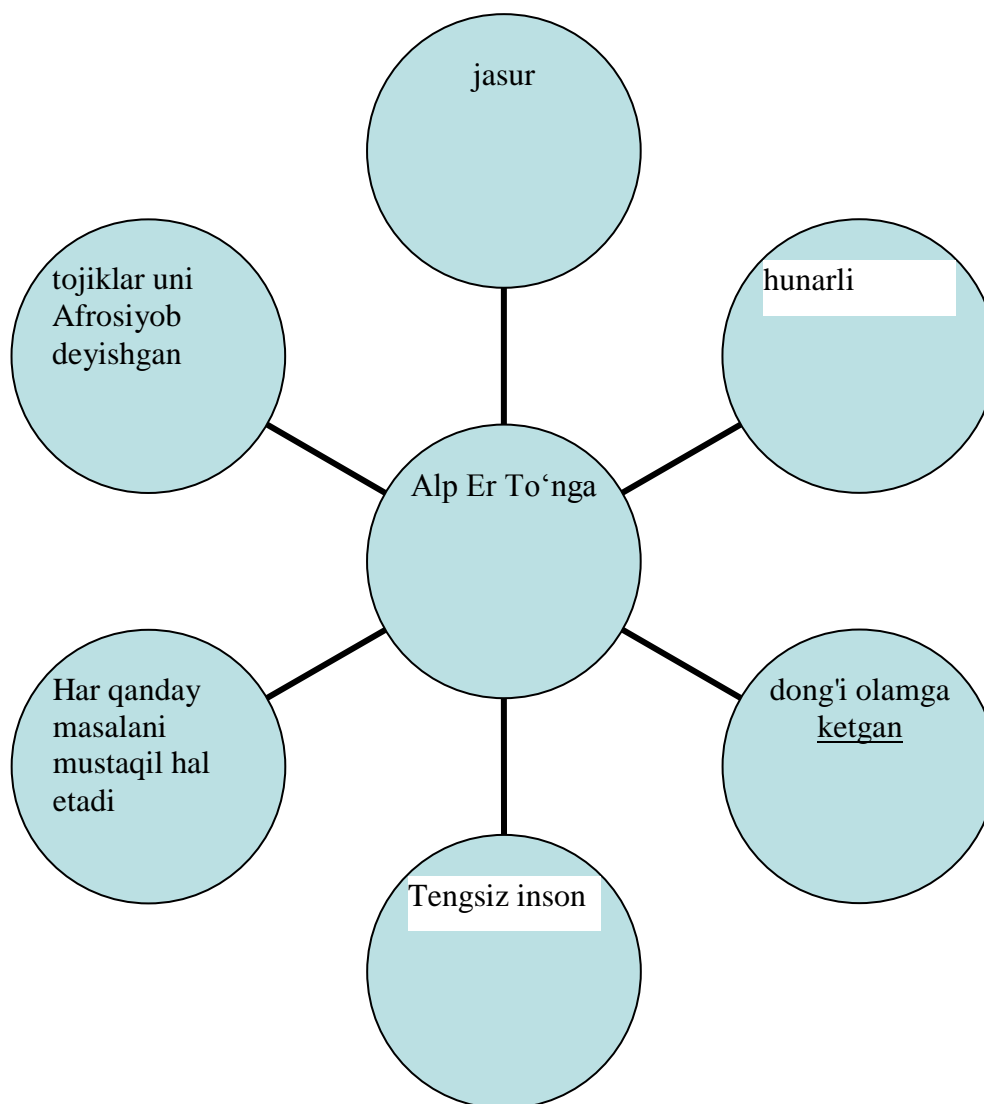 jasur
tojiklar uni
Afrosiyob
deyishgan
hunarli
Alp Er To‘nga
Har qanday
masalani
mustaqil hal
etadi
dong'i olamga
ketgan
Tengsiz inson